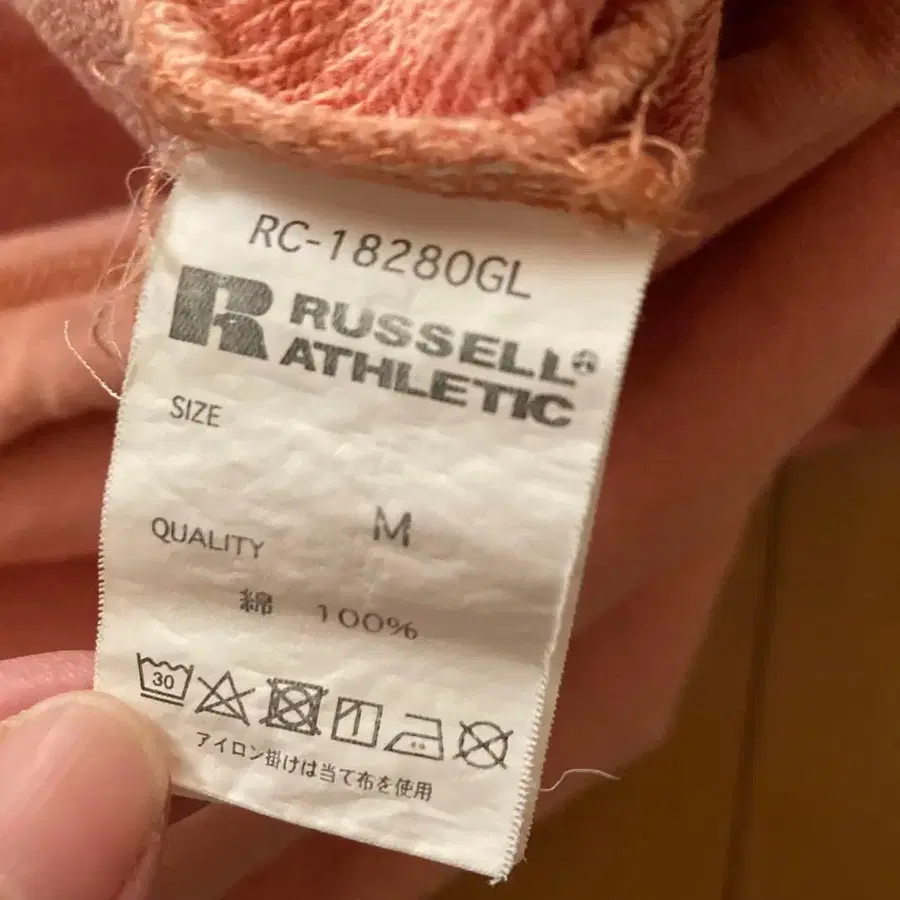 RC-18280GL
R RUSSELL®
ATHLETIC
SIZE
M
QUALITY
綿 100%
30
アイロン掛けは当て布を使用